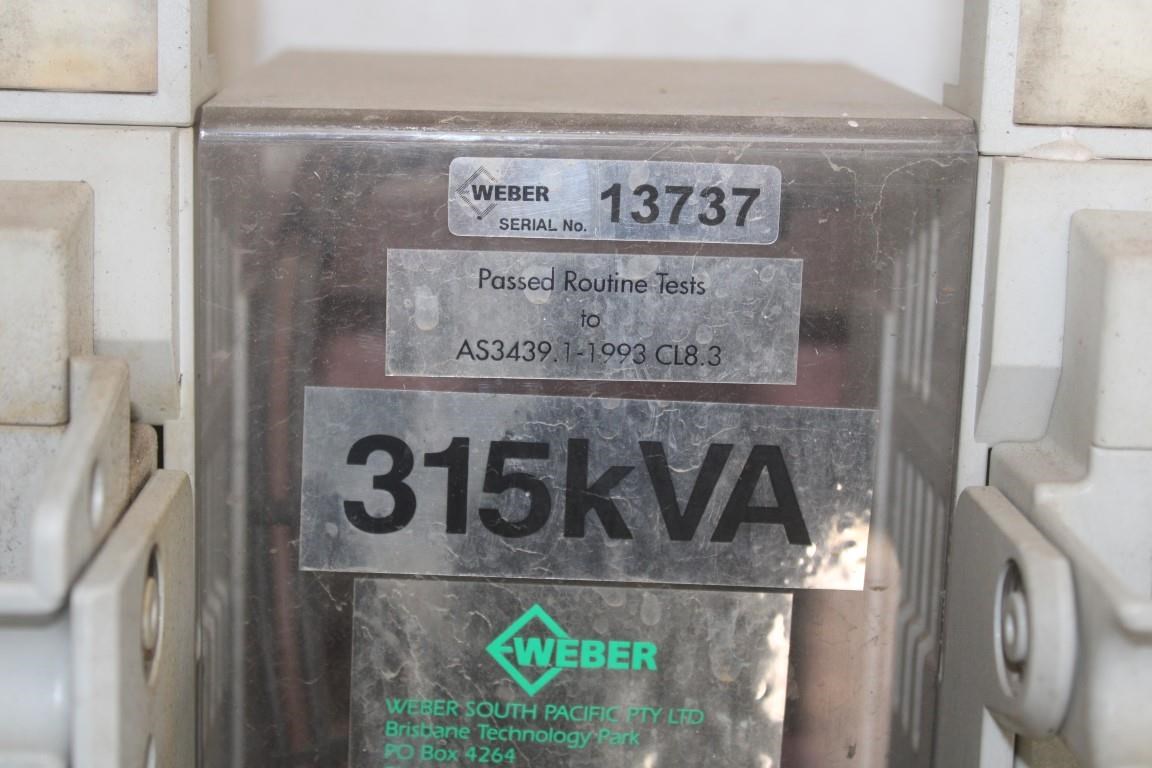 WEBER
SERIAL No. 13737
Passed Routine Tests
to
AS3439.1-1993 CL8.3
315kVA
WEBER
WEBER SOUTH PACIFIC PTY LTD
Brisbane Technology Park
PO Box 4264